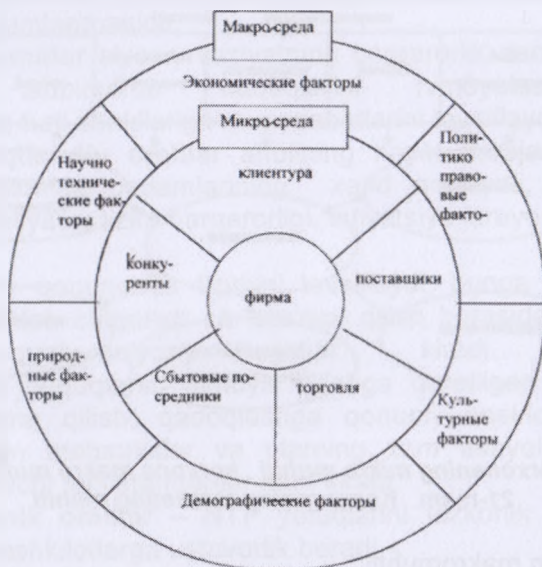 Макро-среда
Экономические факторы
Микро-среда
клиентура
Научно
технические
ские фак-
торы
Поли-
тико
право-
вые
факто-
Конку-
ренты
фирма
поставщики
природ-
ные фак-
торы
Сбытовые по-
средники
торговля
Куль-
турные
факторы
Демографические факторы